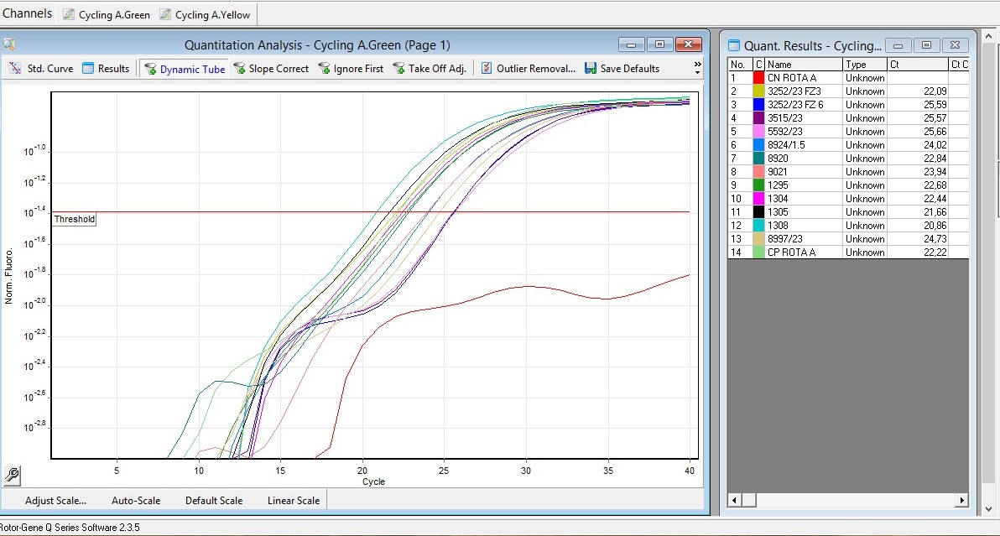 Channels Cycling A.Green Cycling A.Yellow
Quantitation Analysis - Cycling A.Green (Page 1)
Std. Curve Results Dynamic Tube Slope Correct Ignore First Take Off Adj. Outlier Removal... Save Defaults »
Norm. Fluoro.
10^-1.0
10^-1.2
10^-1.4
Threshold
10^-1.6
10^-1.8
10^-2.0
10^-2.2
10^-2.4
10^-2.6
10^-2.8
5 10 15 20 25 30 35 40
Cycle
Adjust Scale... Auto-Scale Default Scale Linear Scale
Quant. Results - Cycling...
No. C Name Type Ct Ct C
1 CN ROTA A Unknown
2 3252/23 FZ3 Unknown 22,09
3 3252/23 FZ 6 Unknown 25,59
4 3515/23 Unknown 25,57
5 5592/23 Unknown 25,66
6 8924/1.5 Unknown 24,02
7 8920 Unknown 22,84
8 9021 Unknown 23,94
9 1295 Unknown 22,68
10 1304 Unknown 22,44
11 1305 Unknown 21,66
12 1308 Unknown 20,86
13 8997/23 Unknown 24,73
14 CP ROTA A Unknown 22,22
Rotor-Gene Q Series Software 2.3.5